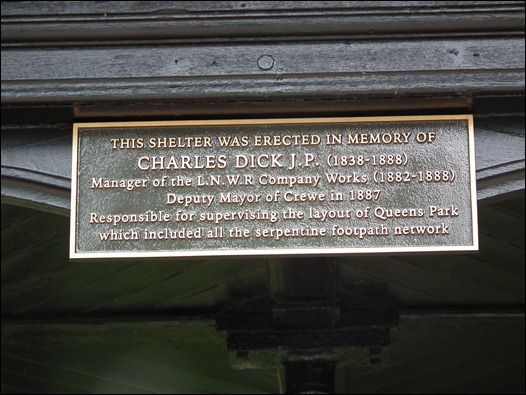 THIS SHELTER WAS ERECTED IN MEMORY OF
CHARLES DICK J.P. (1838-1888)
Manager of the L.N.W.R Company Works (1882-1888)
Deputy Mayor of Crewe in 1887
Responsible for supervising the layout of Queens Park
which included all the serpentine footpath network